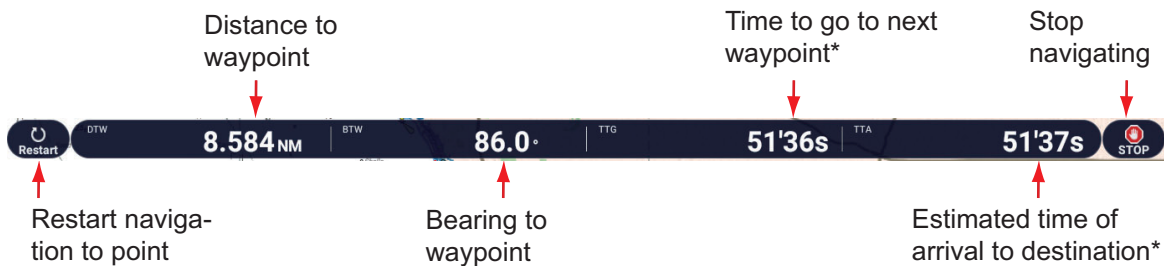 Distance to
waypoint
Time to go to next
waypoint*
Stop
navigating
Restart
DTW
8.584 NM
BTW
86.0°
TTG
51'36s
TTA
51'37s
STOP
Restart naviga-
tion to point
Bearing to
waypoint
Estimated time of
arrival to destination*